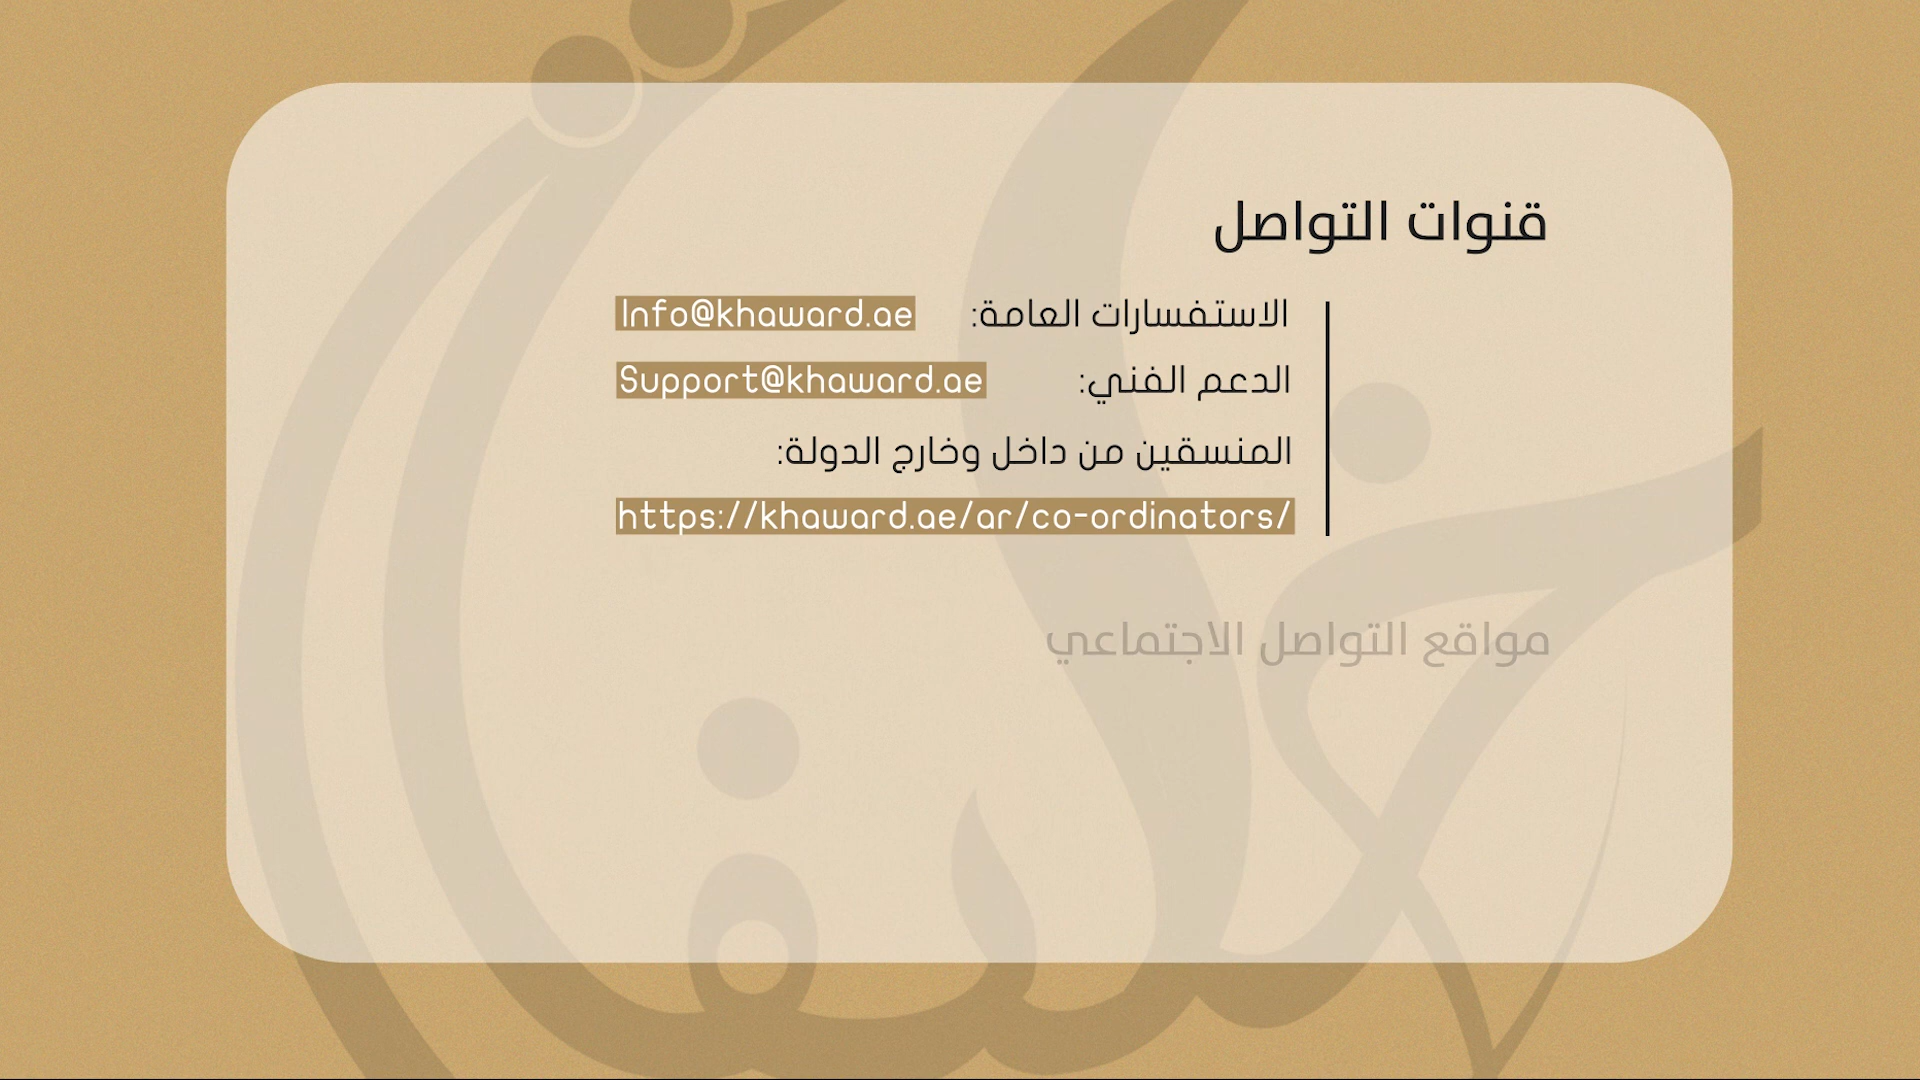 قنوات التواصل
الاستفسارات العامة: Info@khaward.ae
الدعم الفني: Support@khaward.ae
المنسقين من داخل وخارج الدولة:
https://khaward.ae/ar/co-ordinators/
مواقع التواصل الاجتماعي